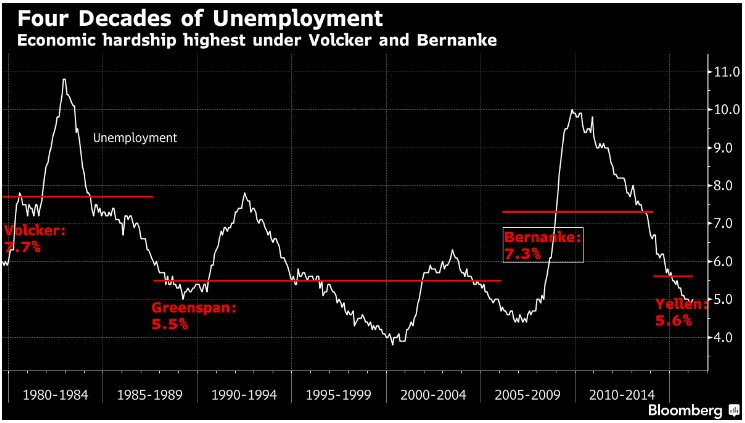 Four Decades of Unemployment
Economic hardship highest under Volcker and Bernanke
11.0
10.0
9.0
8.0
7.0
6.0
5.0
4.0
Unemployment
Volcker:
7.7%
Greenspan:
5.5%
Bernanke:
7.3%
Yellen:
5.6%
1980-1984 1985-1989 1990-1994 1995-1999 2000-2004 2005-2009 2010-2014
Bloomberg